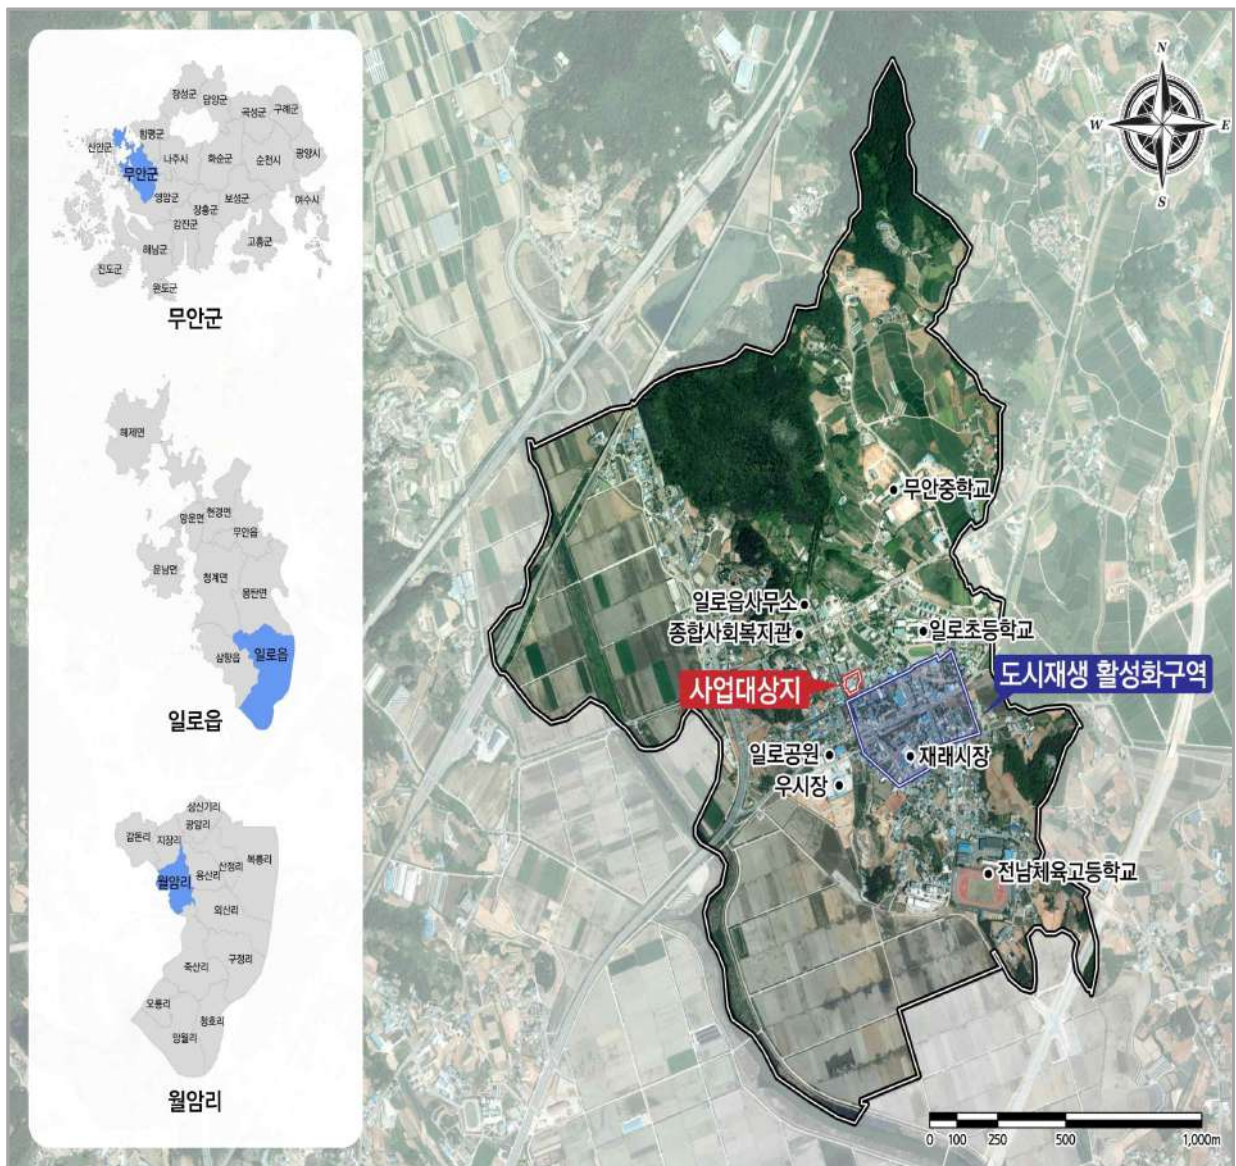 장성군
담양군
곡성군
구례군
함평군
신안군
나주시
화순군
순천시
광양시
무안군
영암군
보성군
여수시
장흥군
강진군
고흥군
해남군
진도군
완도군
무안군
해제면
망운면
현경면
무안읍
운남면
청계면
몽탄면
삼향읍
일로읍
일로읍
상신기리
광암리
감돈리
지장리
복룡리
산정리
용산리
월암리
의산리
죽산리
구정리
오룡리
청호리
망월리
월암리
N
W
E
S
무안중학교
일로읍사무소
종합사회복지관
일로초등학교
사업대상지
도시재생 활성화구역
일로공원
재래시장
우시장
전남체육고등학교
0 100 250 500 1,000m